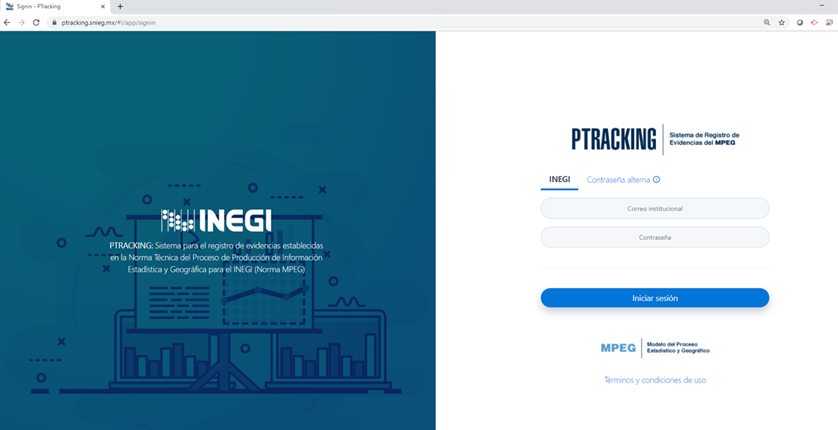 Signin - PTracking
ptracking.snieg.mx/#!/app/signin
INEGI
PTRACKING: Sistema para el registro de evidencias establecidas
en la Norma Técnica del Proceso de Producción de Información
Estadística y Geográfica para el INEGI (Norma MPEG)
PTRACKING
Sistema de Registro de
Evidencias del MPEG
INEGI
Contraseña alterna
Correo institucional
Contraseña
Iniciar sesión
MPEG
Modelo del Proceso
Estadístico y Geográfico
Términos y condiciones de uso